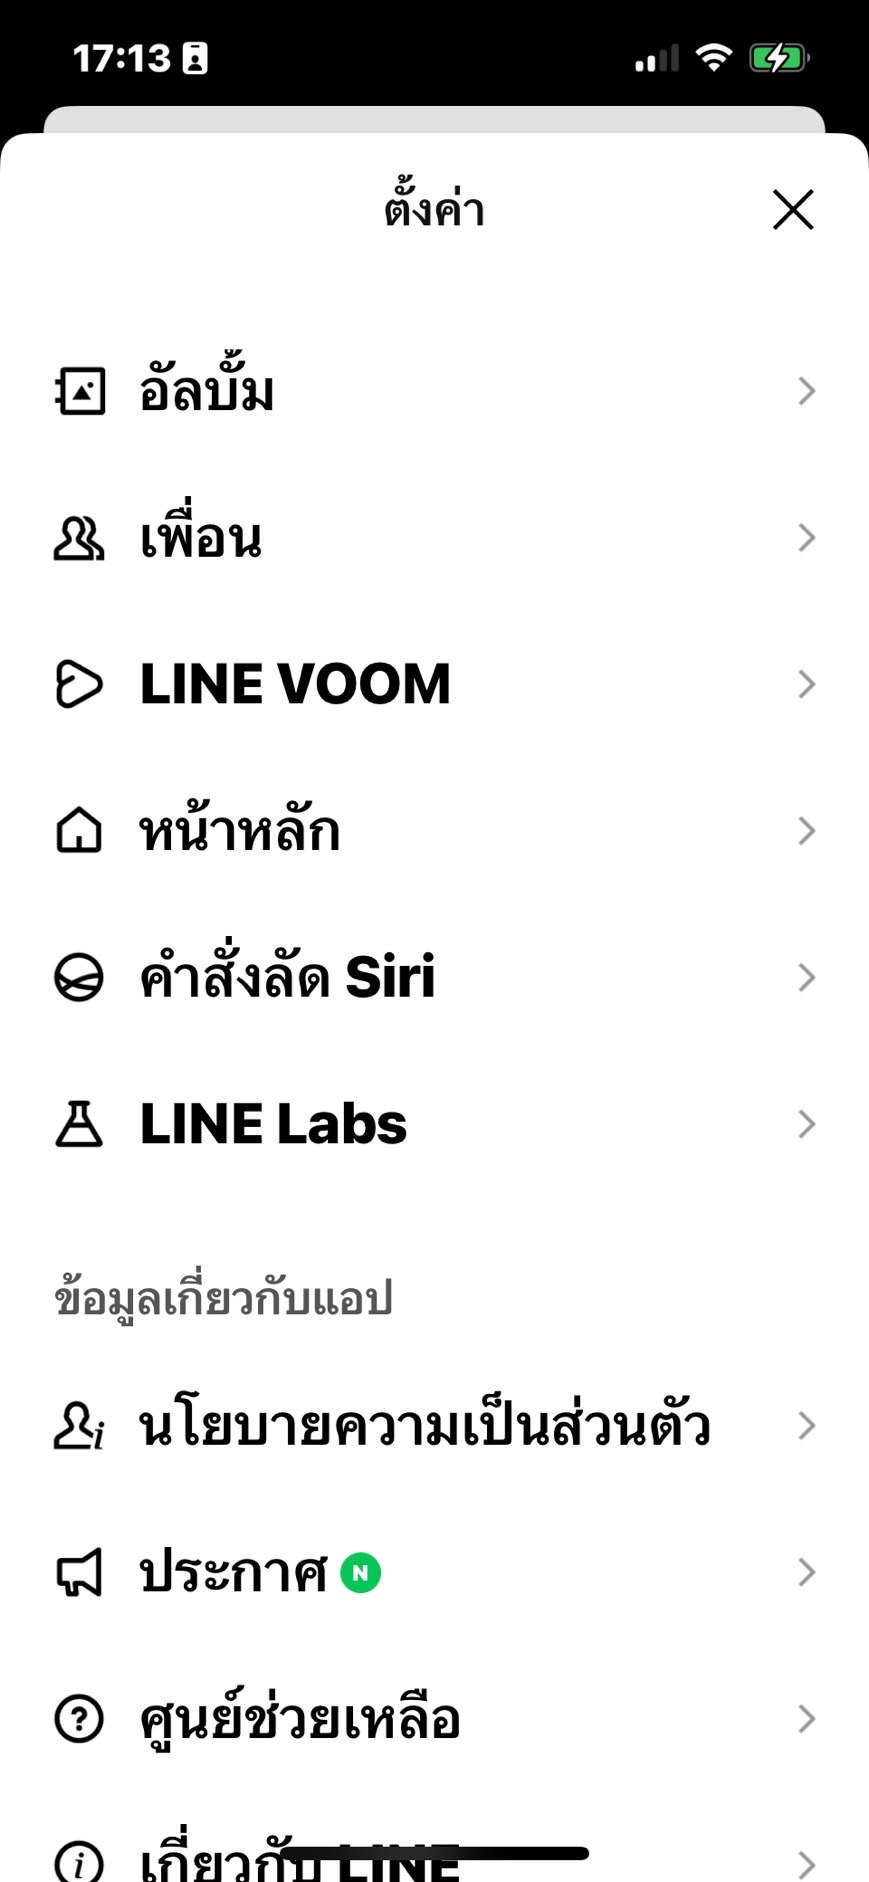 17:13
ตั้งค่า
อัลบั้ม
เพื่อน
LINE VOOM
หน้าหลัก
คำสั่งลัด Siri
LINE Labs
ข้อมูลเกี่ยวกับแอป
นโยบายความเป็นส่วนตัว
ประกาศ N
ศูนย์ช่วยเหลือ
เกี่ยวกับ LINE